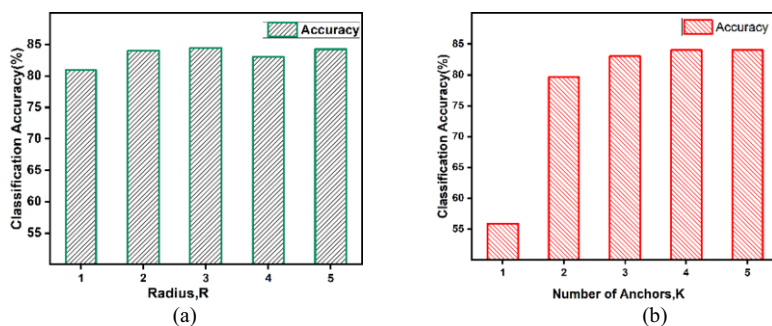 Accuracy
Classification Accuracy(%)
85
80
75
70
65
60
55
1 2 3 4 5
Radius,R
(a)
Accuracy
Classification Accuracy(%)
85
80
75
70
65
60
55
1 2 3 4 5
Number of Anchors,K
(b)